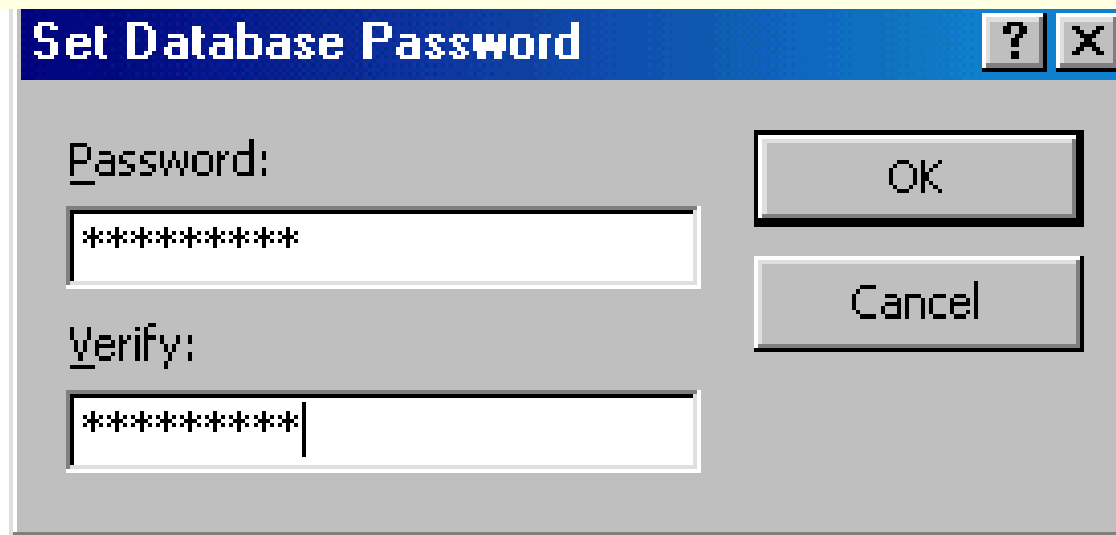 Set Database Password ? X
Password:
*********
Verify:
*********
OK
Cancel